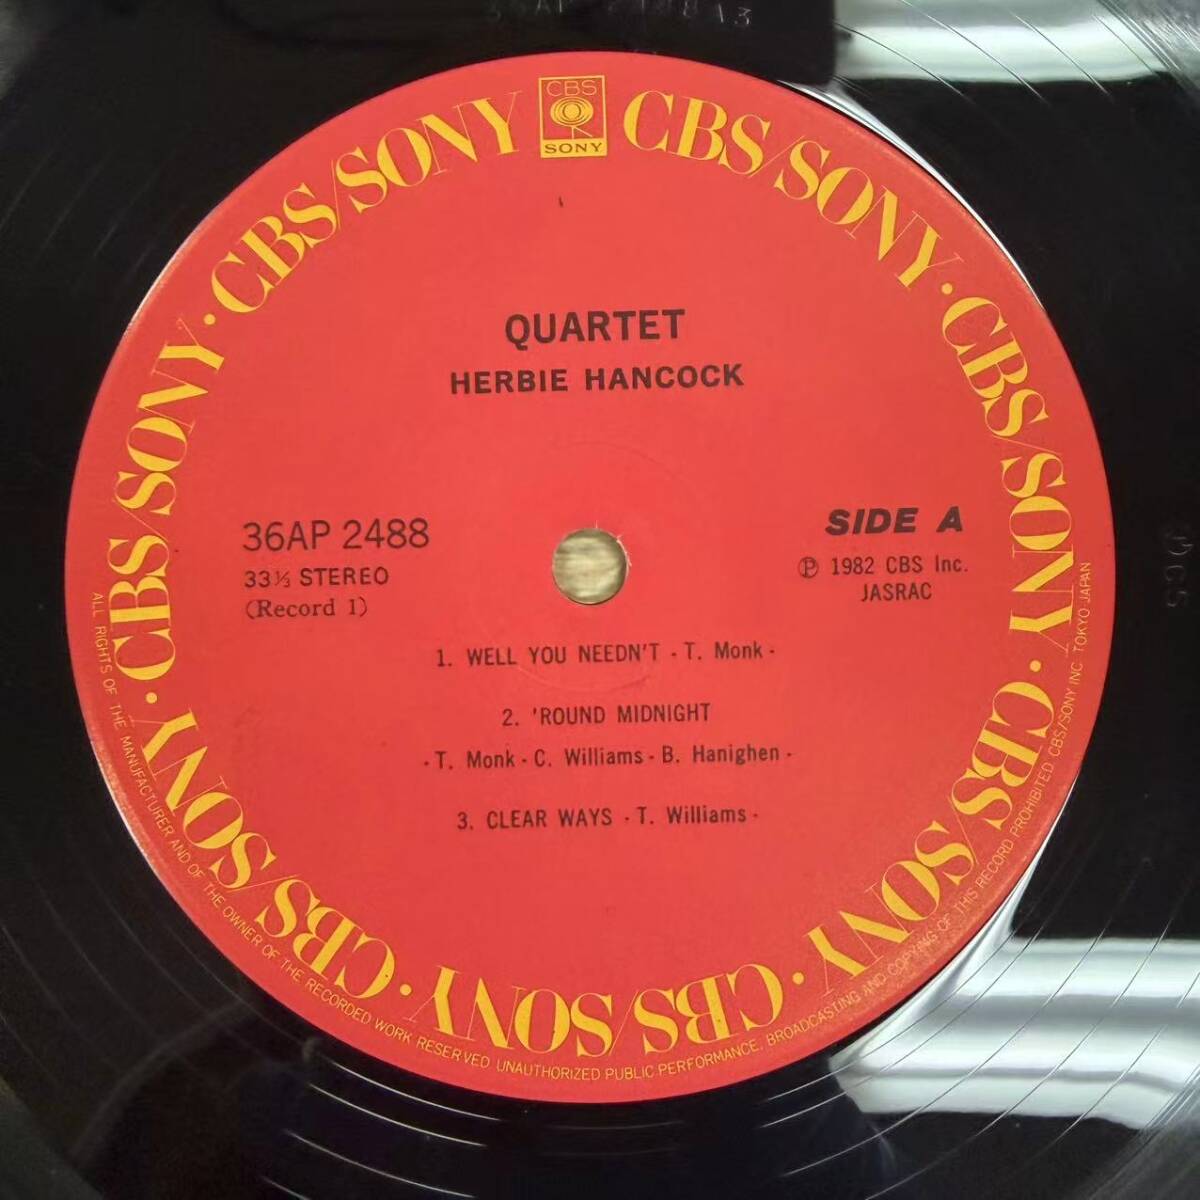 CBS
SONY
CBS/SONY · CBS/SONY · CBS/SONY · CBS/SONY · CBS/SONY · CBS/SONY · CBS/SONY · CBS/SONY
QUARTET
HERBIE HANCOCK
36AP 2488
33⅓ STEREO
(Record 1)
SIDE A
Ⓟ 1982 CBS Inc.
JASRAC
1. WELL YOU NEEDN'T - T. Monk -
2. 'ROUND MIDNIGHT
- T. Monk - C. Williams - B. Hanighen -
3. CLEAR WAYS - T. Williams -
ALL RIGHTS OF THE MANUFACTURER AND OF THE OWNER OF THE RECORDED WORK RESERVED UNAUTHORIZED PUBLIC PERFORMANCE, BROADCASTING AND COPYING OF THIS RECORD PROHIBITED CBS/SONY INC TOKYO JAPAN